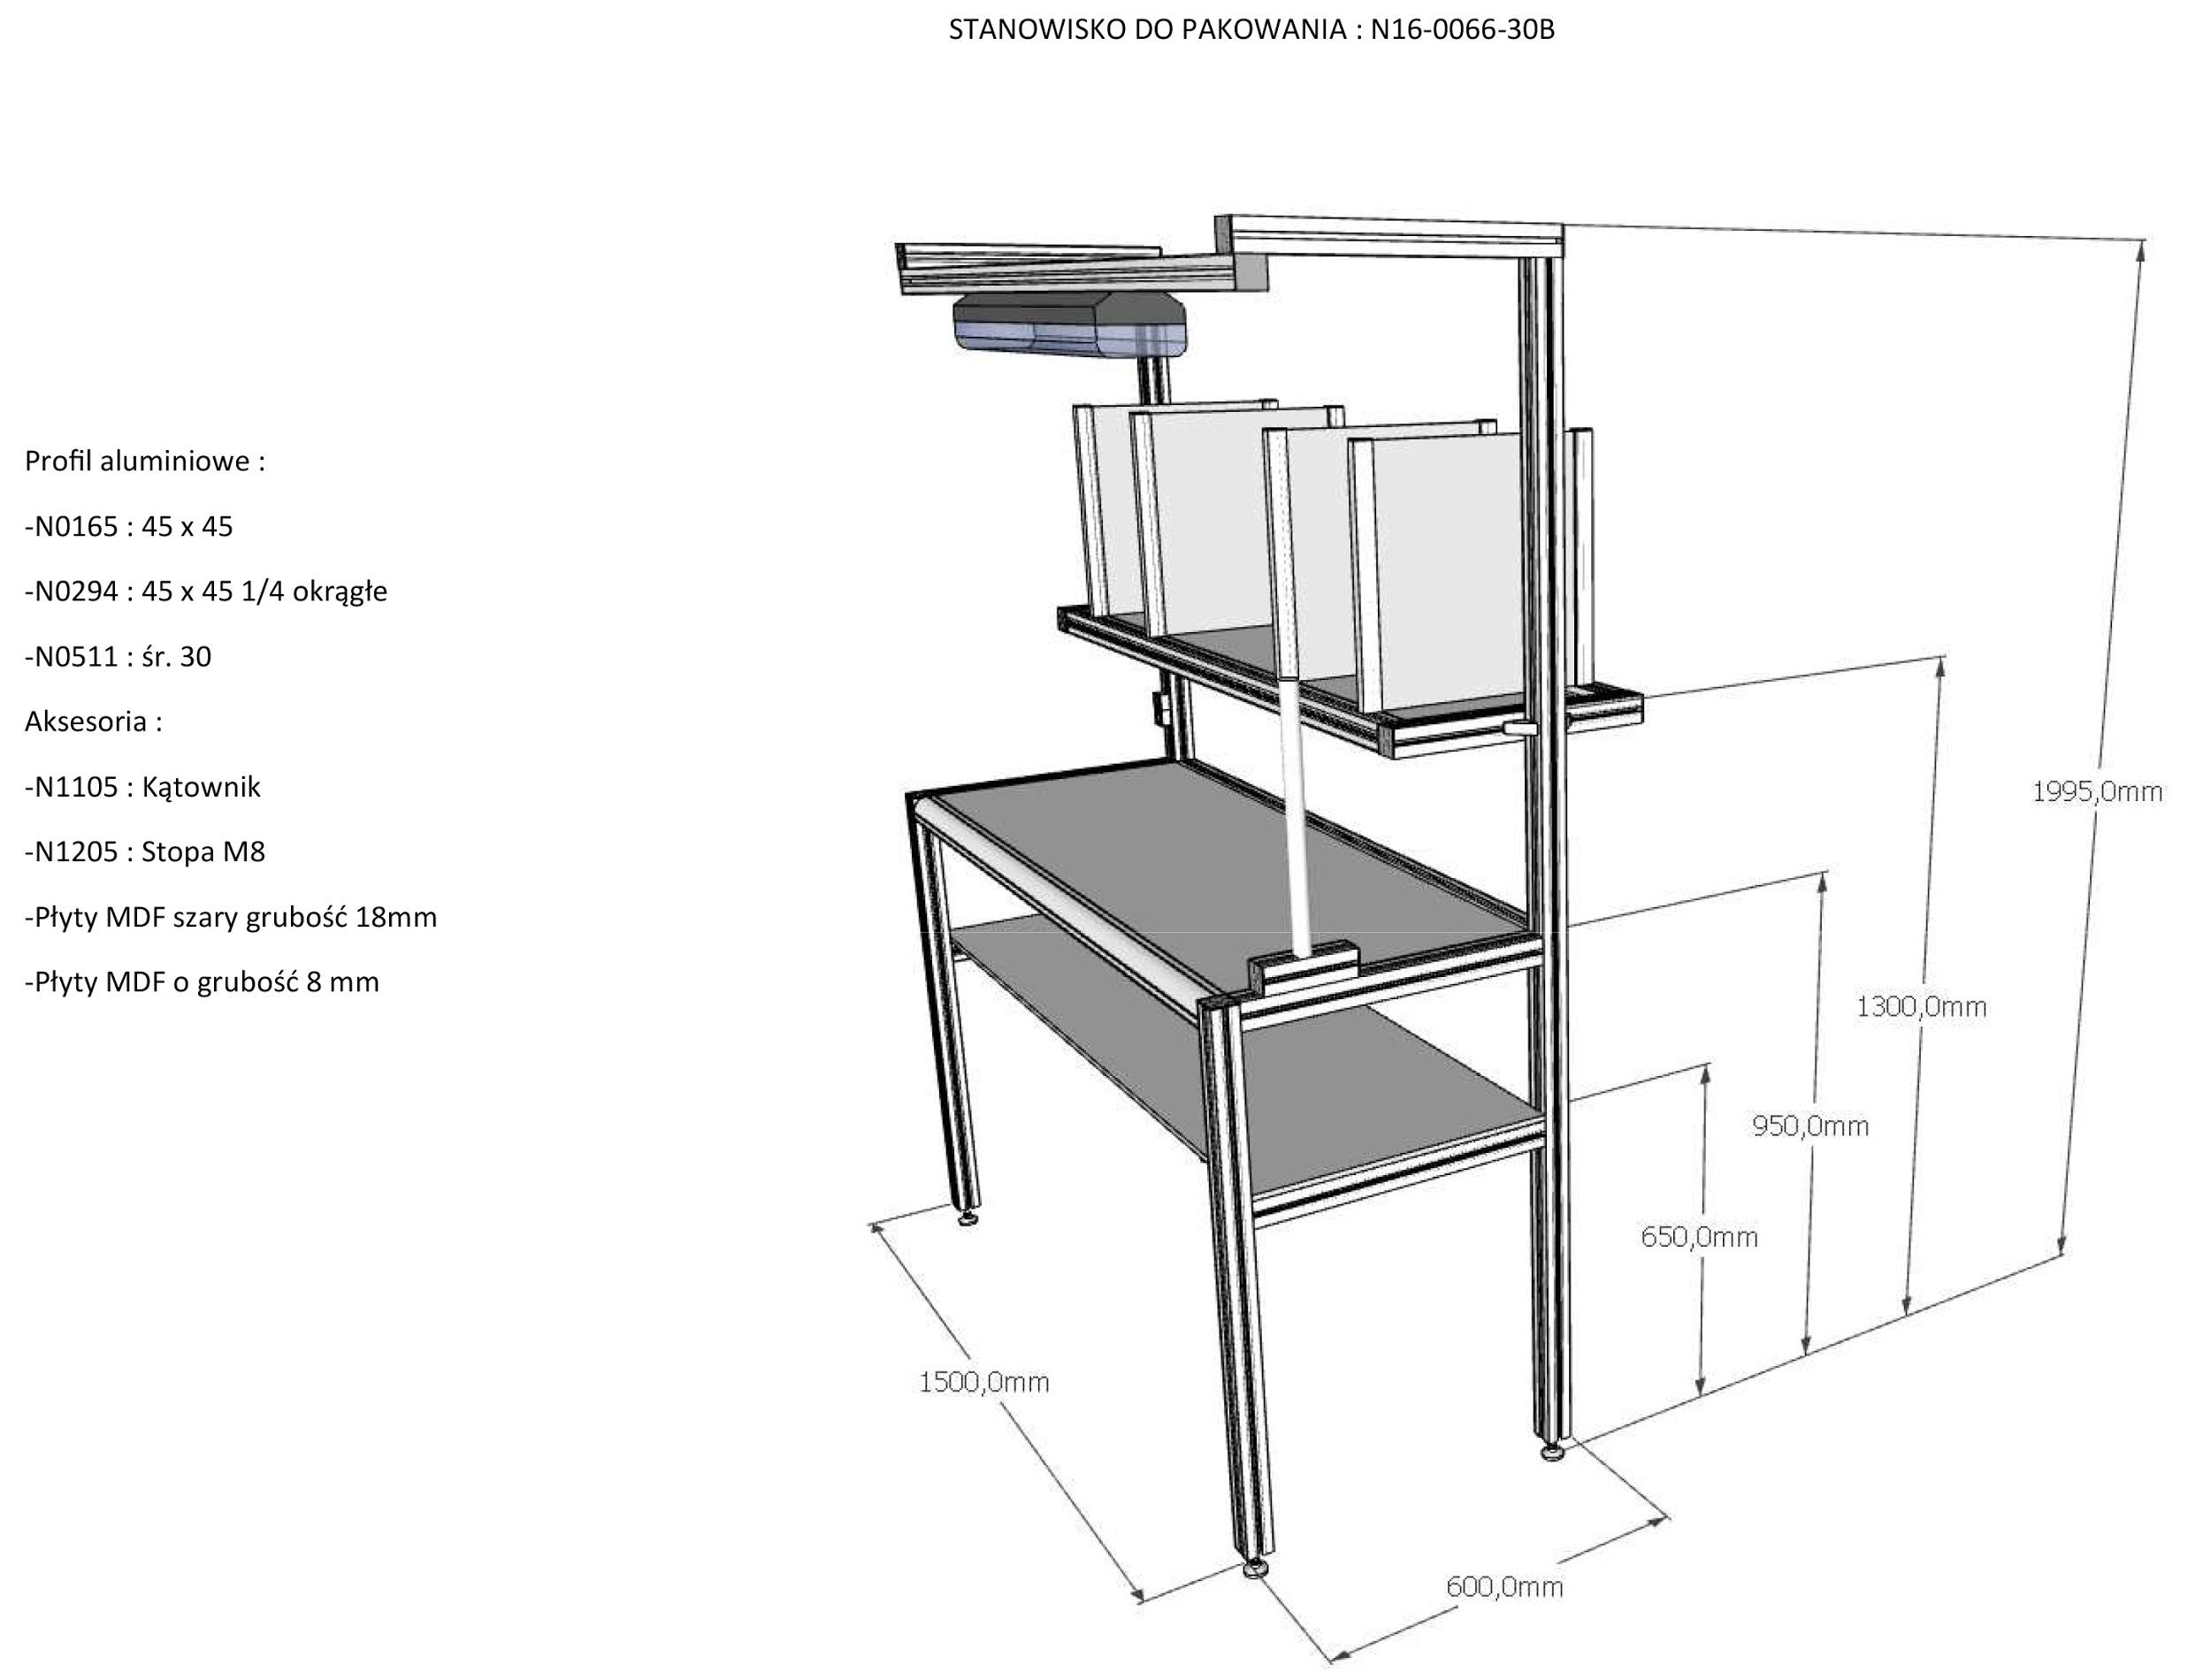 STANOWISKO DO PAKOWANIA : N16-0066-30B
Profil aluminiowe :
-N0165 : 45 x 45
-N0294 : 45 x 45 1/4 okrągłe
-N0511 : śr. 30
Aksesoria :
-N1105 : Kątownik
-N1205 : Stopa M8
-Płyty MDF szary grubość 18mm
-Płyty MDF o grubość 8 mm
1995,0mm
1300,0mm
950,0mm
650,0mm
1500,0mm
600,0mm